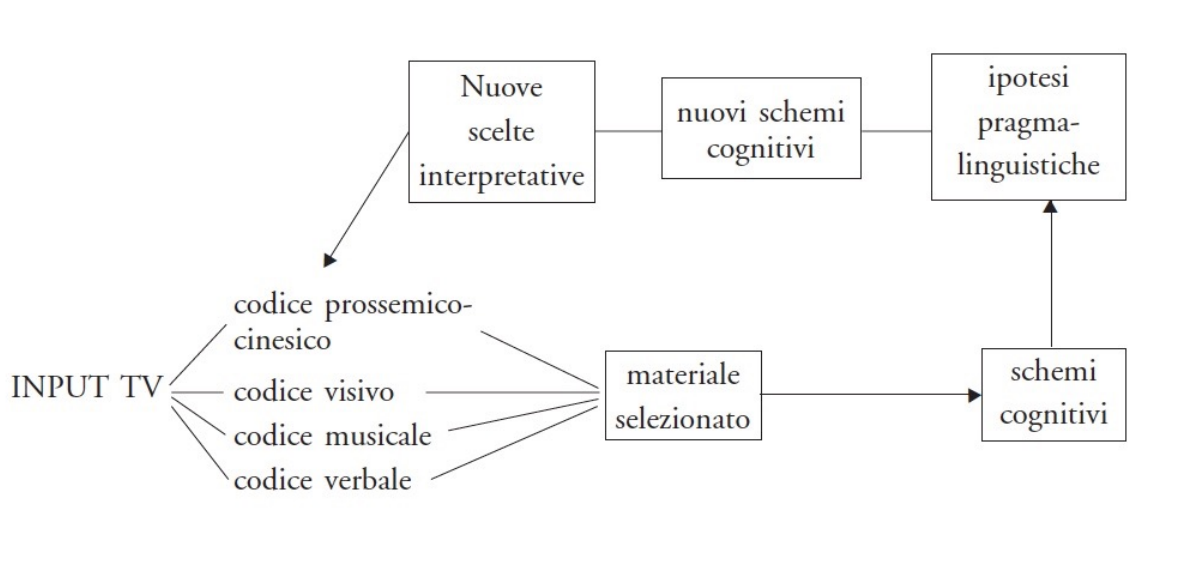 Nuove
scelte
interpretative
nuovi schemi
cognitivi
ipotesi
pragma-
linguistiche
codice prossemico-
cinesico
INPUT TV
codice visivo
codice musicale
codice verbale
materiale
selezionato
schemi
cognitivi